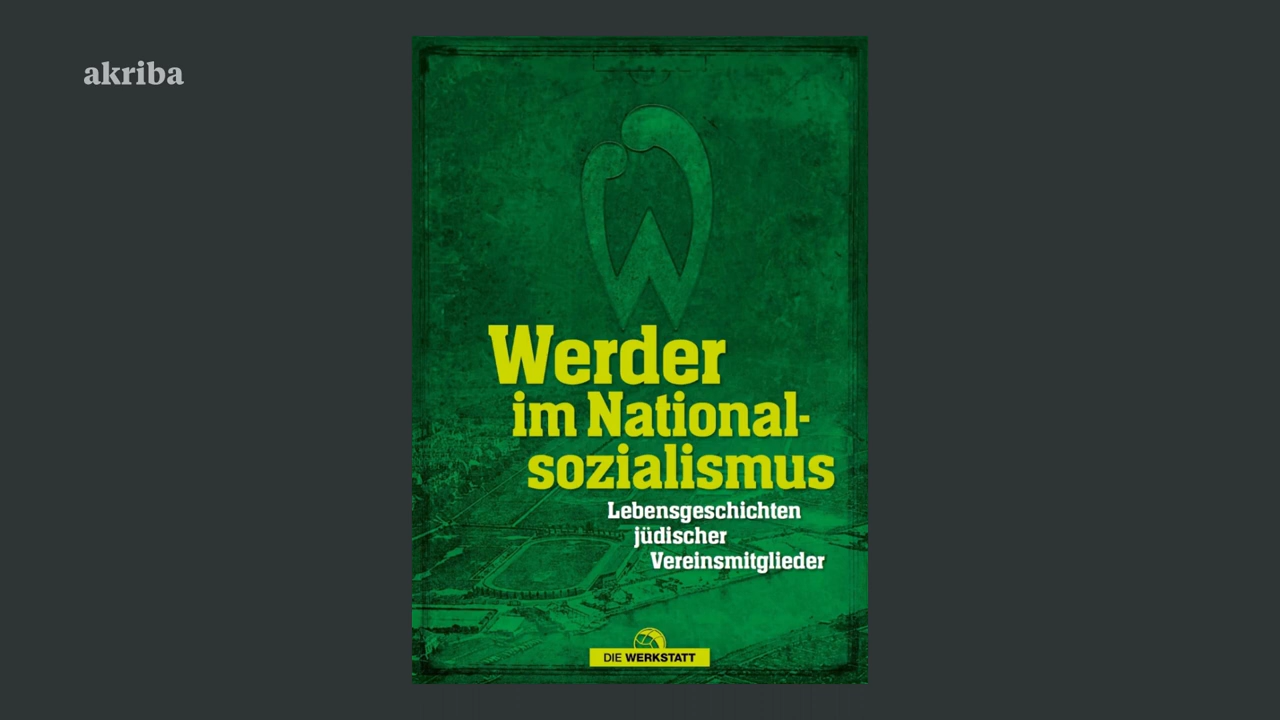 akriba
Werder
im National-
sozialismus
Lebensgeschichten
jüdischer
Vereinsmitglieder
DIE WERKSTATT